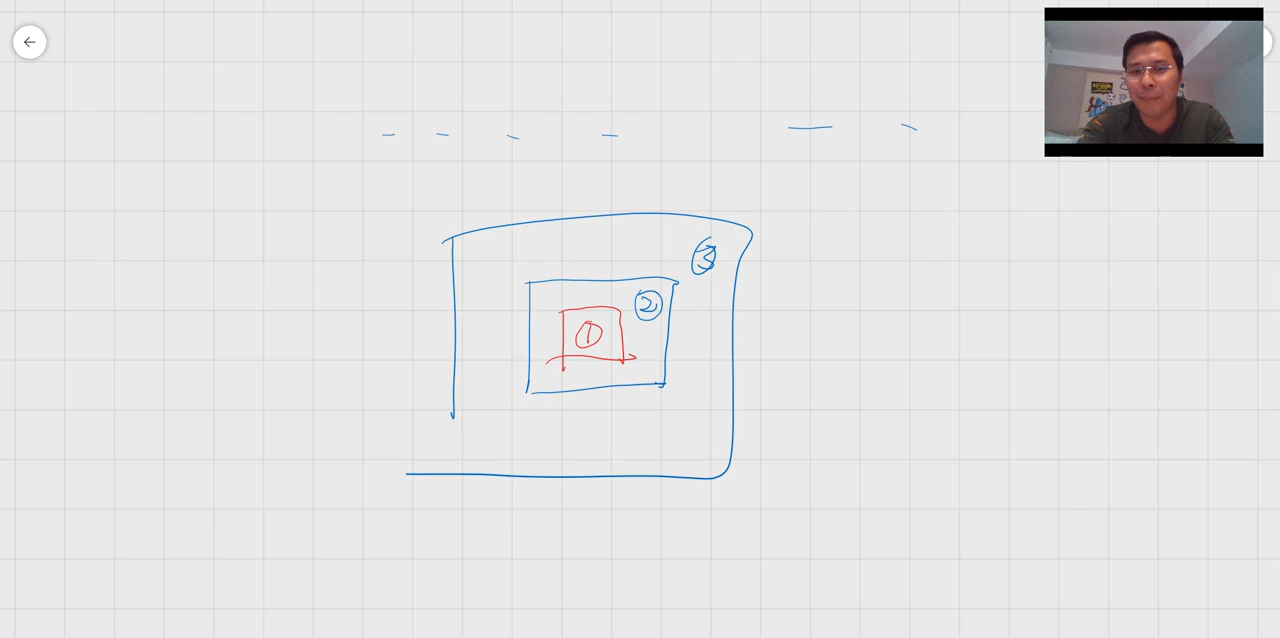 ③
②
①